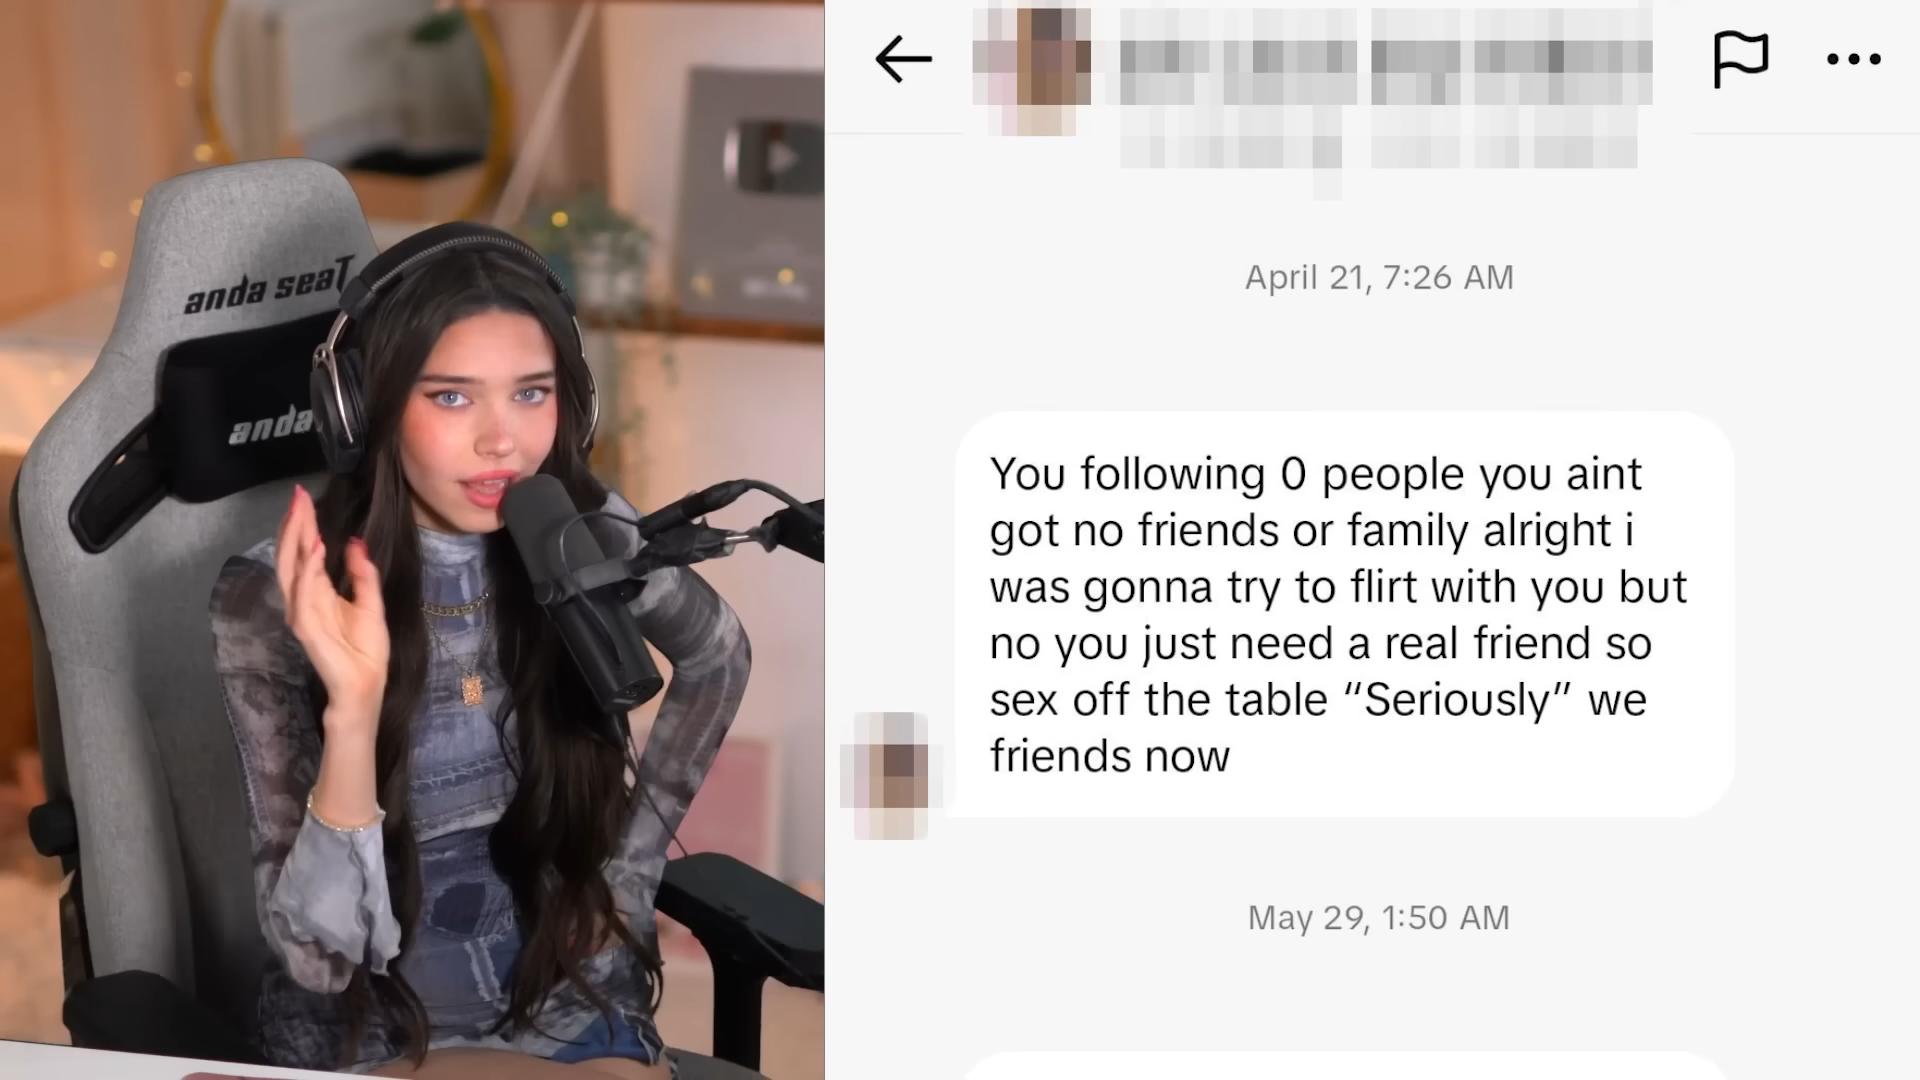 anda seaT
anda
April 21, 7:26 AM
You following 0 people you aint
got no friends or family alright i
was gonna try to flirt with you but
no you just need a real friend so
sex off the table “Seriously” we
friends now
May 29, 1:50 AM